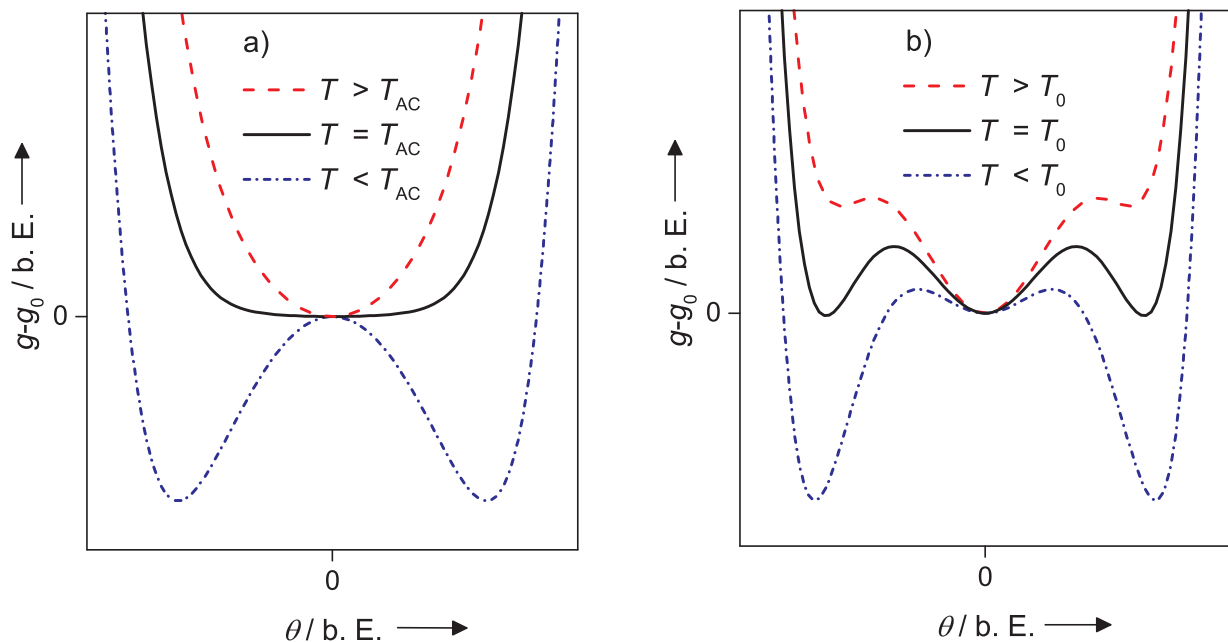 a)
T > T_AC
T = T_AC
T < T_AC
g-g_0 / b. E.
0
0
θ / b. E.
b)
T > T_0
T = T_0
T < T_0
g-g_0 / b. E.
0
0
θ / b. E.